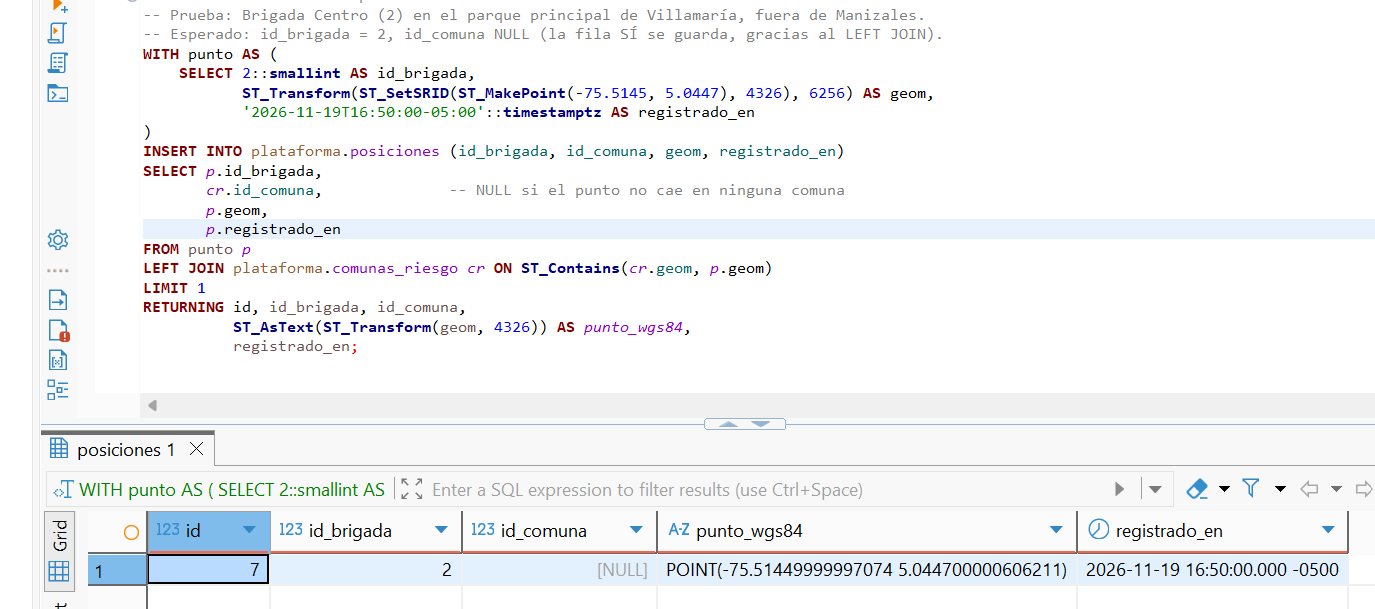 -- Prueba: Brigada Centro (2) en el parque principal de Villamaría, fuera de Manizales.
-- Esperado: id_brigada = 2, id_comuna NULL (la fila SÍ se guarda, gracias al LEFT JOIN).
WITH punto AS (
    SELECT 2::smallint AS id_brigada,
           ST_Transform(ST_SetSRID(ST_MakePoint(-75.5145, 5.0447), 4326), 6256) AS geom,
           '2026-11-19T16:50:00-05:00'::timestamptz AS registrado_en
)
INSERT INTO plataforma.posiciones (id_brigada, id_comuna, geom, registrado_en)
SELECT p.id_brigada,
       cr.id_comuna,              -- NULL si el punto no cae en ninguna comuna
       p.geom,
       p.registrado_en
FROM punto p
LEFT JOIN plataforma.comunas_riesgo cr ON ST_Contains(cr.geom, p.geom)
LIMIT 1
RETURNING id, id_brigada, id_comuna,
          ST_AsText(ST_Transform(geom, 4326)) AS punto_wgs84,
          registrado_en;
posiciones 1
WITH punto AS ( SELECT 2::smallint AS Enter a SQL expression to filter results (use Ctrl+Space)
Grid
123 id 123 id_brigada 123 id_comuna A-Z punto_wgs84 registrado_en
1 7 2 [NULL] POINT(-75.51449999997074 5.044700000606211) 2026-11-19 16:50:00.000 -0500